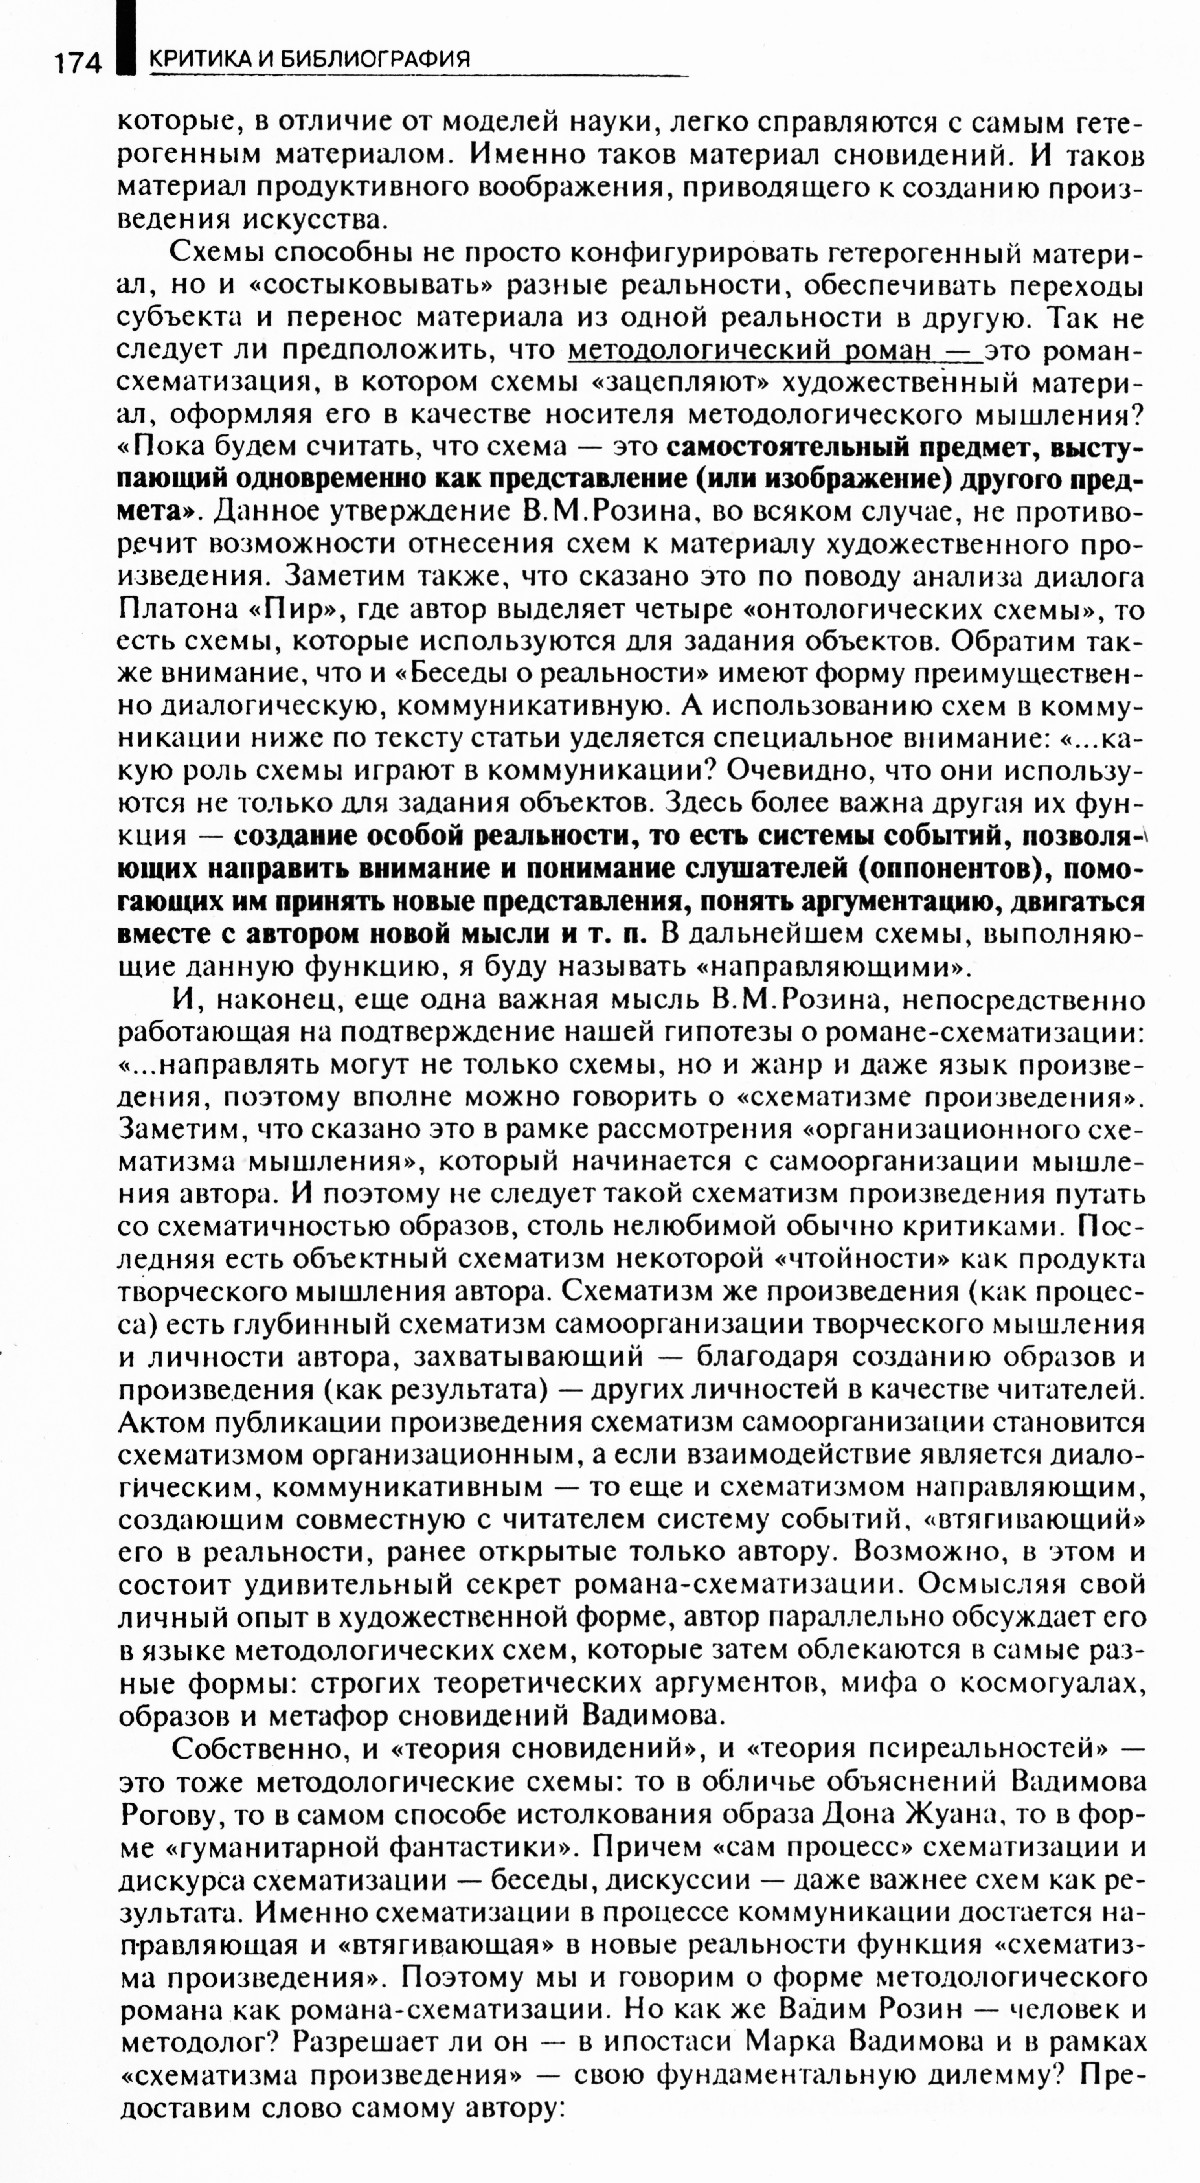 174 КРИТИКА И БИБЛИОГРАФИЯ
которые, в отличие от моделей науки, легко справляются с самым гете-
рогенным материалом. Именно таков материал сновидений. И таков
материал продуктивного воображения, приводящего к созданию произ-
ведения искусства.
Схемы способны не просто конфигурировать гетерогенный матери-
ал, но и «состыковывать» разные реальности, обеспечивать переходы
субъекта и перенос материала из одной реальности в другую. Так не
следует ли предположить, что методологический роман — это роман-
схематизация, в котором схемы «зацепляют» художественный матери-
ал, оформляя его в качестве носителя методологического мышления?
«Пока будем считать, что схема — это самостоятельный предмет, высту-
пающий одновременно как представление (или изображение) другого пред-
мета». Данное утверждение В.М.Розина, во всяком случае, не противо-
речит возможности отнесения схем к материалу художественного про-
изведения. Заметим также, что сказано это по поводу анализа диалога
Платона «Пир», где автор выделяет четыре «онтологических схемы», то
есть схемы, которые используются для задания объектов. Обратим так-
же внимание, что и «Беседы о реальности» имеют форму преимуществен-
но диалогическую, коммуникативную. А использованию схем в комму-
никации ниже по тексту статьи уделяется специальное внимание: «...ка-
кую роль схемы играют в коммуникации? Очевидно, что они использу-
ются не только для задания объектов. Здесь более важна другая их фун-
кция — создание особой реальности, то есть системы событий, позволя-
ющих направить внимание и понимание слушателей (оппонентов), помо-
гающих им принять новые представления, понять аргументацию, двигаться
вместе с автором новой мысли и т. п. В дальнейшем схемы, выполняю-
щие данную функцию, я буду называть «направляющими».
И, наконец, еще одна важная мысль В.М.Розина, непосредственно
работающая на подтверждение нашей гипотезы о романе-схематизации:
«...направлять могут не только схемы, но и жанр и даже язык произве-
дения, поэтому вполне можно говорить о «схематизме произведения».
Заметим, что сказано это в рамке рассмотрения «организационного схе-
матизма мышления», который начинается с самоорганизации мышле-
ния автора. И поэтому не следует такой схематизм произведения путать
со схематичностью образов, столь нелюбимой обычно критиками. Пос-
ледняя есть объектный схематизм некоторой «чтойности» как продукта
творческого мышления автора. Схематизм же произведения (как процес-
са) есть глубинный схематизм самоорганизации творческого мышления
и личности автора, захватывающий — благодаря созданию образов и
произведения (как результата) — других личностей в качестве читателей.
Актом публикации произведения схематизм самоорганизации становится
схематизмом организационным, а если взаимодействие является диало-
гическим, коммуникативным — то еще и схематизмом направляющим,
создающим совместную с читателем систему событий, «втягивающий»
его в реальности, ранее открытые только автору. Возможно, в этом и
состоит удивительный секрет романа-схематизации. Осмысляя свой
личный опыт в художественной форме, автор параллельно обсуждает его
в языке методологических схем, которые затем облекаются в самые раз-
ные формы: строгих теоретических аргументов, мифа о космогуалах,
образов и метафор сновидений Вадимова.
Собственно, и «теория сновидений», и «теория псиреальностей» —
это тоже методологические схемы: то в обличье объяснений Вадимова
Рогову, то в самом способе истолкования образа Дона Жуана, то в фор-
ме «гуманитарной фантастики». Причем «сам процесс» схематизации и
дискурса схематизации — беседы, дискуссии — даже важнее схем как ре-
зультата. Именно схематизации в процессе коммуникации достается на-
правляющая и «втягивающая» в новые реальности функция «схематиз-
ма произведения». Поэтому мы и говорим о форме методологического
романа как романа-схематизации. Но как же Вадим Розин — человек и
методолог? Разрешает ли он — в ипостаси Марка Вадимова и в рамках
«схематизма произведения» — свою фундаментальную дилемму? Пре-
доставим слово самому автору: